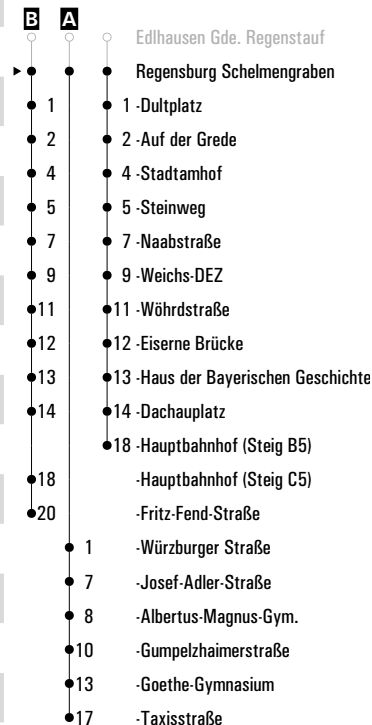 B A
Edlhausen Gde. Regenstauf
Regensburg Schelmengraben
1 1 -Dultplatz
2 2 -Auf der Grede
4 4 -Stadtamhof
5 5 -Steinweg
7 7 -Naabstraße
9 9 -Weichs-DEZ
11 11 -Wöhrdstraße
12 12 -Eiserne Brücke
13 13 -Haus der Bayerischen Geschichte
14 14 -Dachauplatz
18 -Hauptbahnhof (Steig B5)
18 -Hauptbahnhof (Steig C5)
20 -Fritz-Fend-Straße
1 -Würzburger Straße
7 -Josef-Adler-Straße
8 -Albertus-Magnus-Gym.
10 -Gumpelzhaimerstraße
13 -Goethe-Gymnasium
17 -Taxisstraße